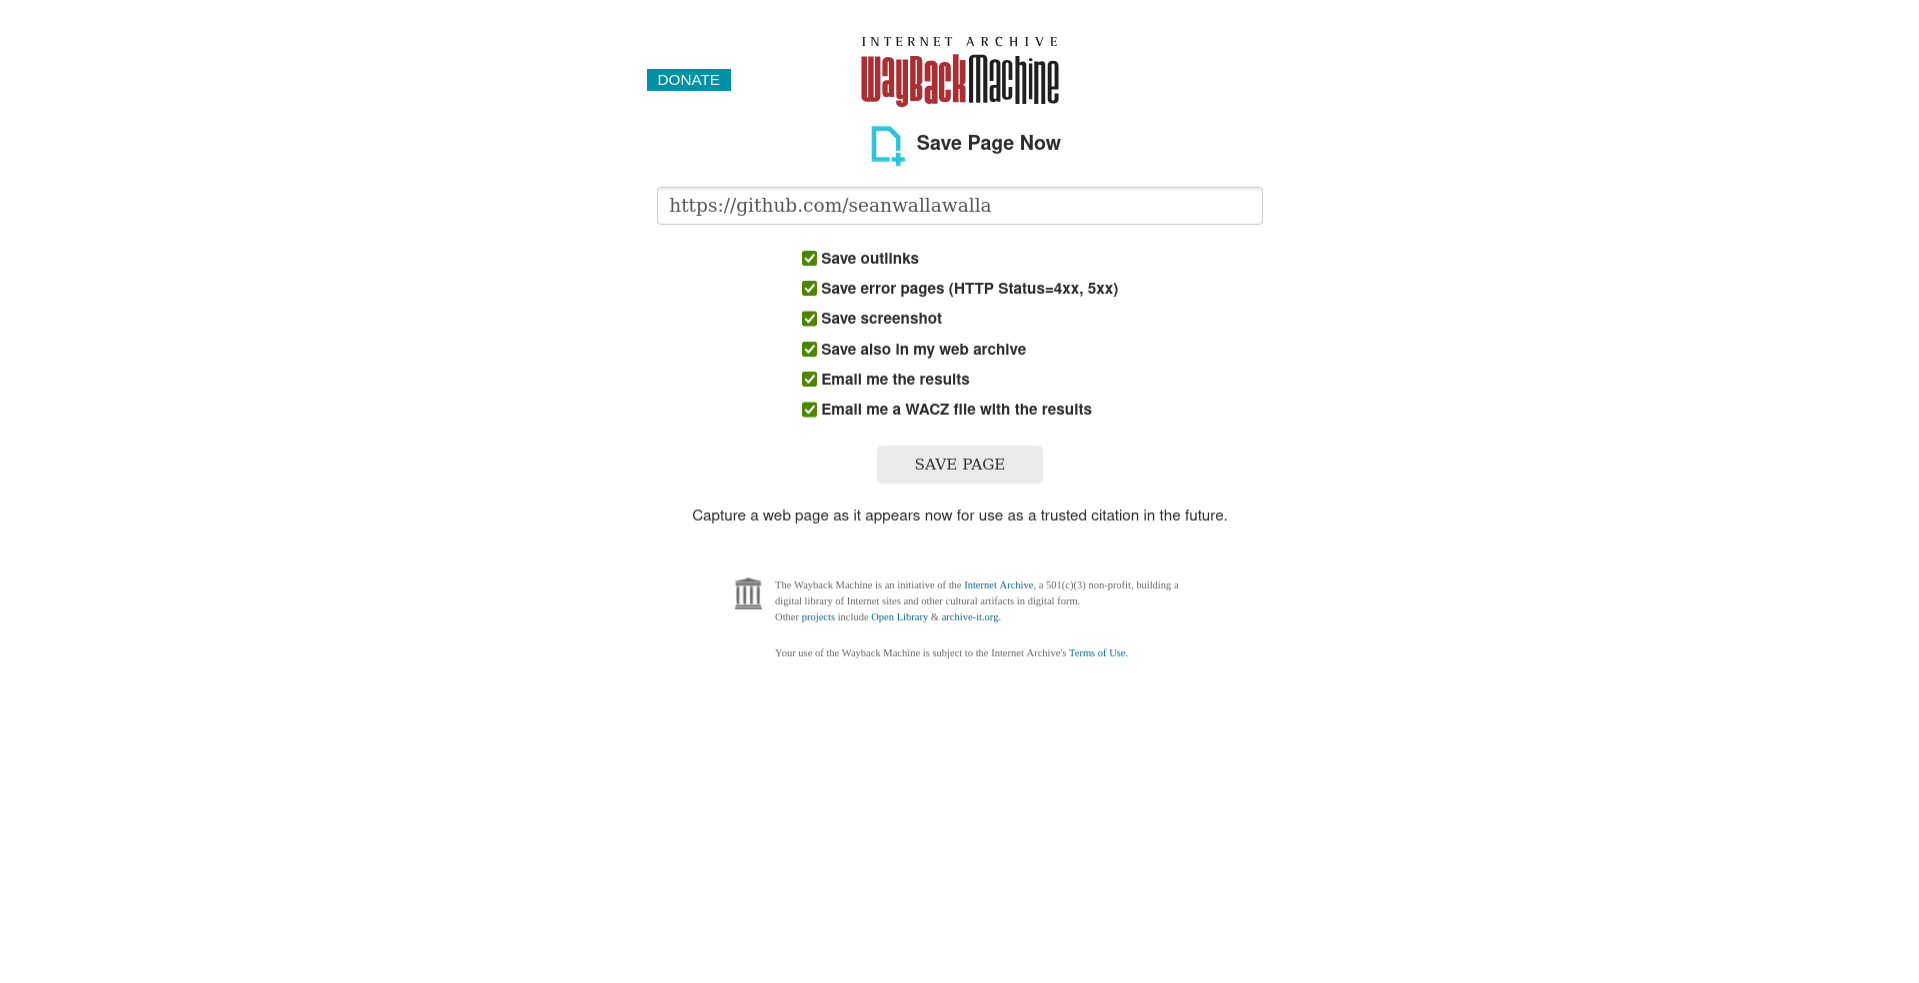 INTERNET ARCHIVE
DONATE
WayBackMachine
Save Page Now
https://github.com/seanwallawalla
Save outlinks
Save error pages (HTTP Status=4xx, 5xx)
Save screenshot
Save also in my web archive
Email me the results
Email me a WACZ file with the results
SAVE PAGE
Capture a web page as it appears now for use as a trusted citation in the future.
The Wayback Machine is an initiative of the Internet Archive, a 501(c)(3) non-profit, building a
digital library of Internet sites and other cultural artifacts in digital form.
Other projects include Open Library & archive-it.org.
Your use of the Wayback Machine is subject to the Internet Archive's Terms of Use.